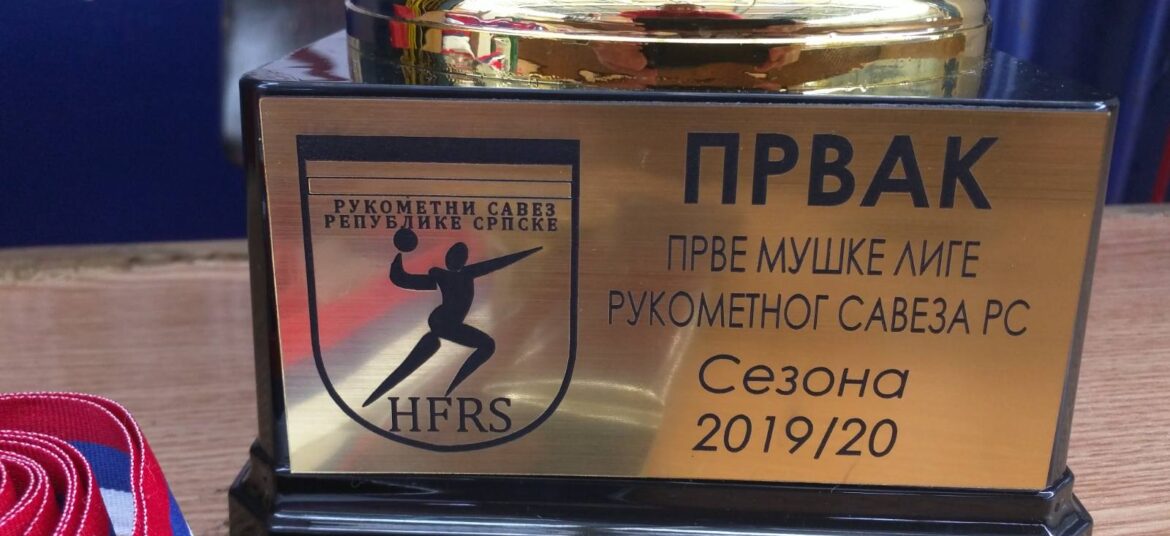 РУКОМЕТНИ САВЕЗ
РЕПУБЛИКЕ СРПСКЕ
HFRS
ПРВАК
ПРВЕ МУШКЕ ЛИГЕ
РУКОМЕТНОГ САВЕЗА РС
Сезона
2019/20